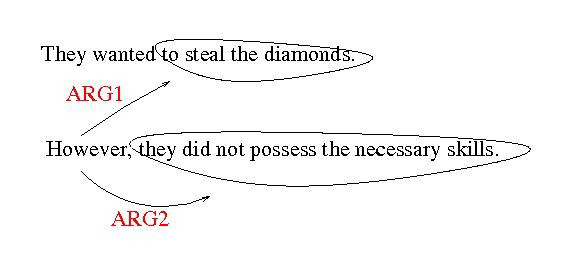 They wanted to steal the diamonds.
ARG1
However, they did not possess the necessary skills.
ARG2